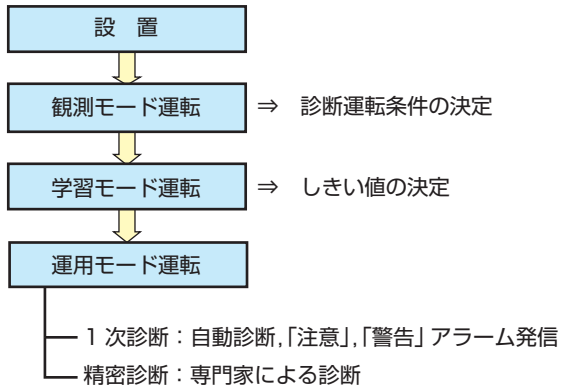 設　置
観測モード運転　⇒　診断運転条件の決定
学習モード運転　⇒　しきい値の決定
運用モード運転
1 次診断：自動診断,「注意」,「警告」アラーム発信
精密診断：専門家による診断